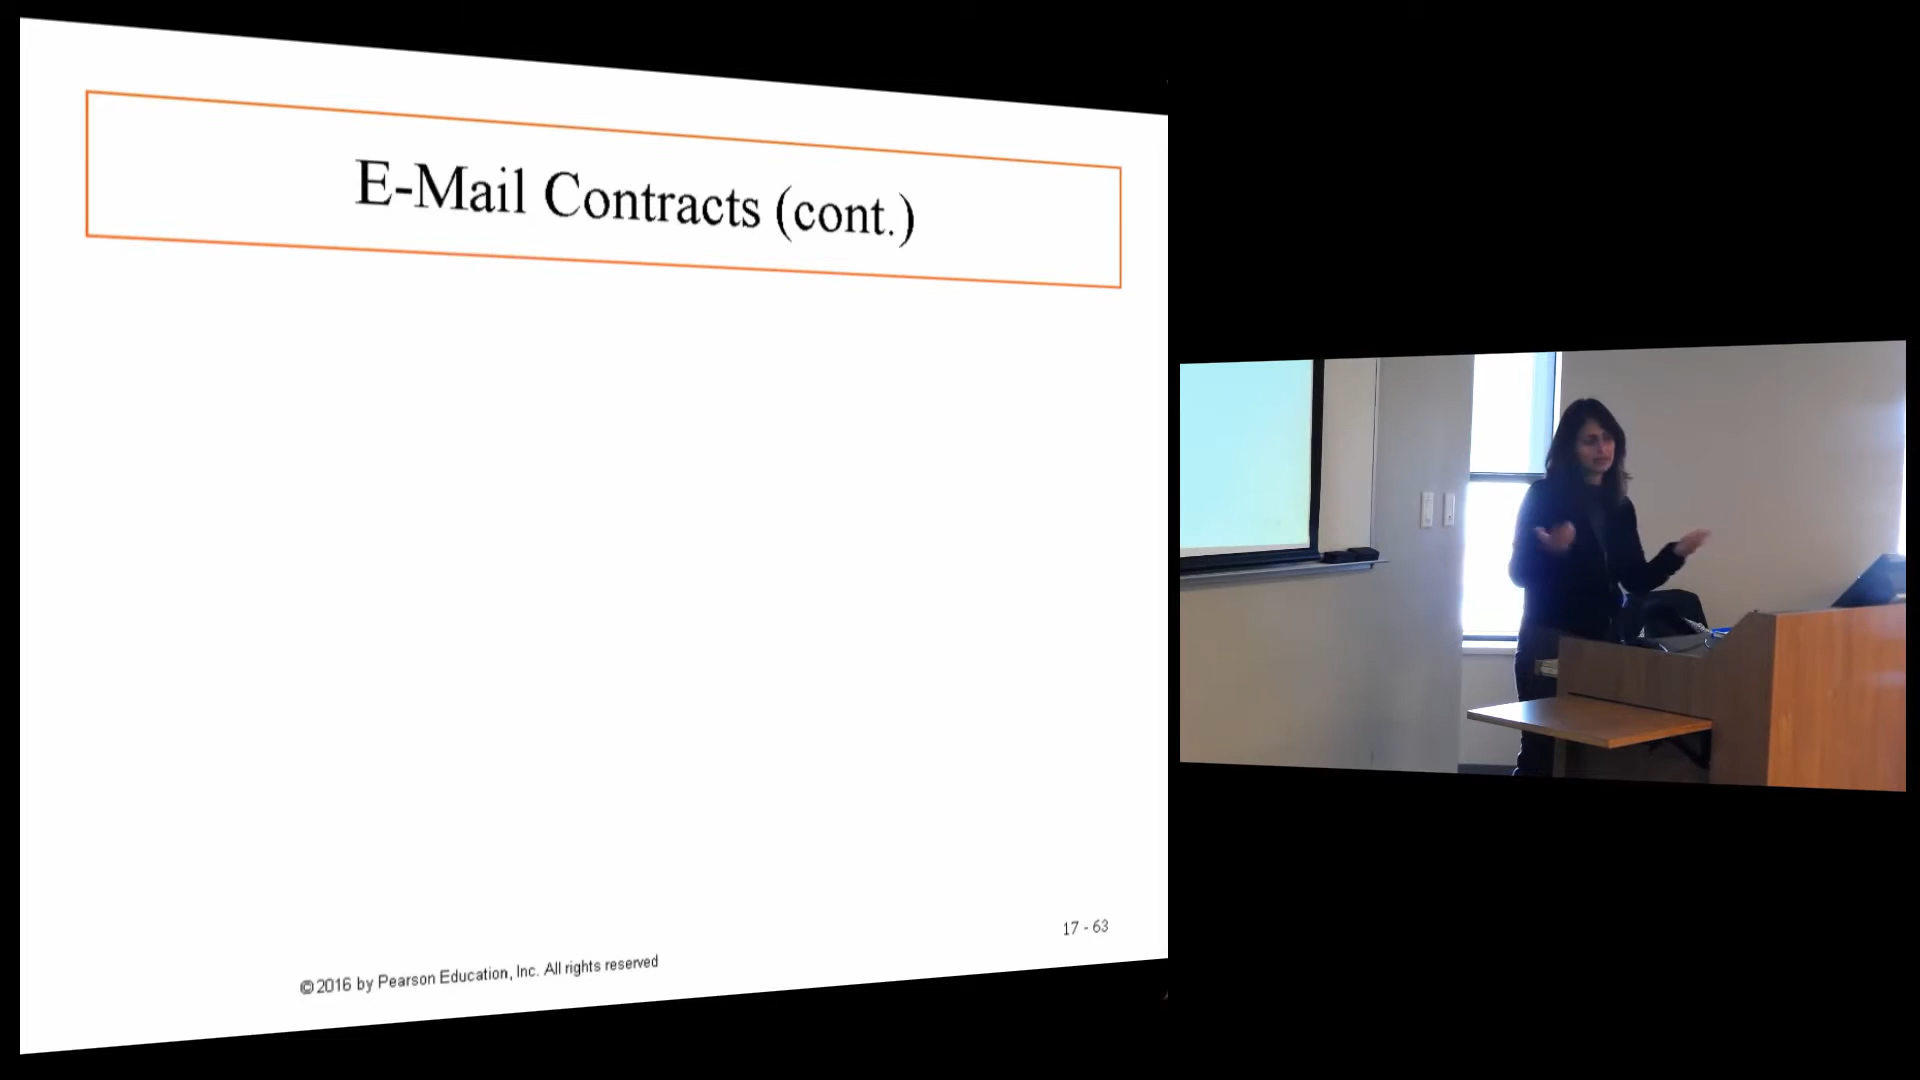 E-Mail Contracts (cont.)
17 - 63
©2016 by Pearson Education, Inc. All rights reserved